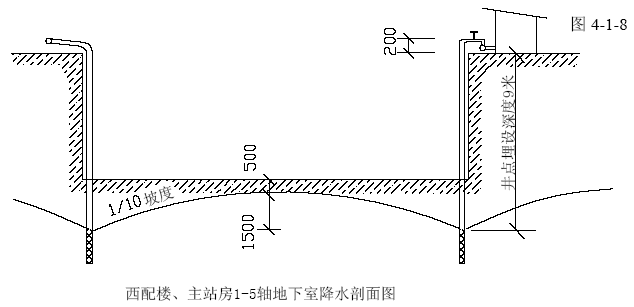 图 4-1-8
200
井点埋设深度9米
500
1/10坡度
1500
西配楼、主站房1-5轴地下室降水剖面图